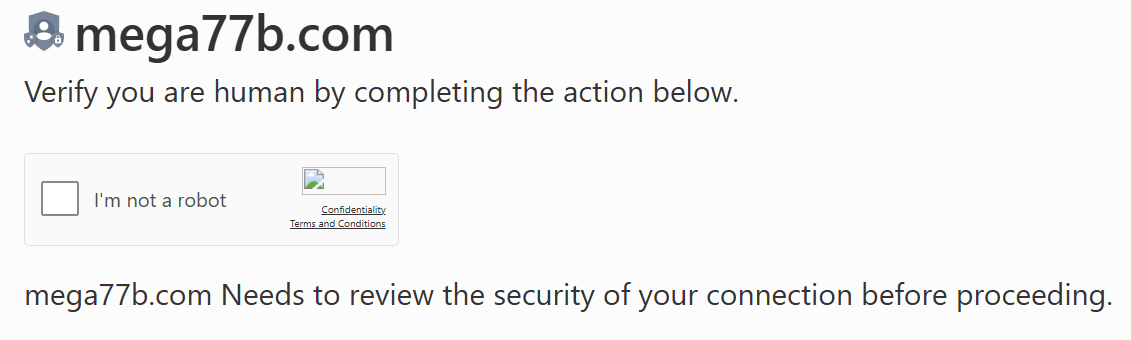 mega77b.com
Verify you are human by completing the action below.
I'm not a robot
Confidentiality
Terms and Conditions
mega77b.com Needs to review the security of your connection before proceeding.